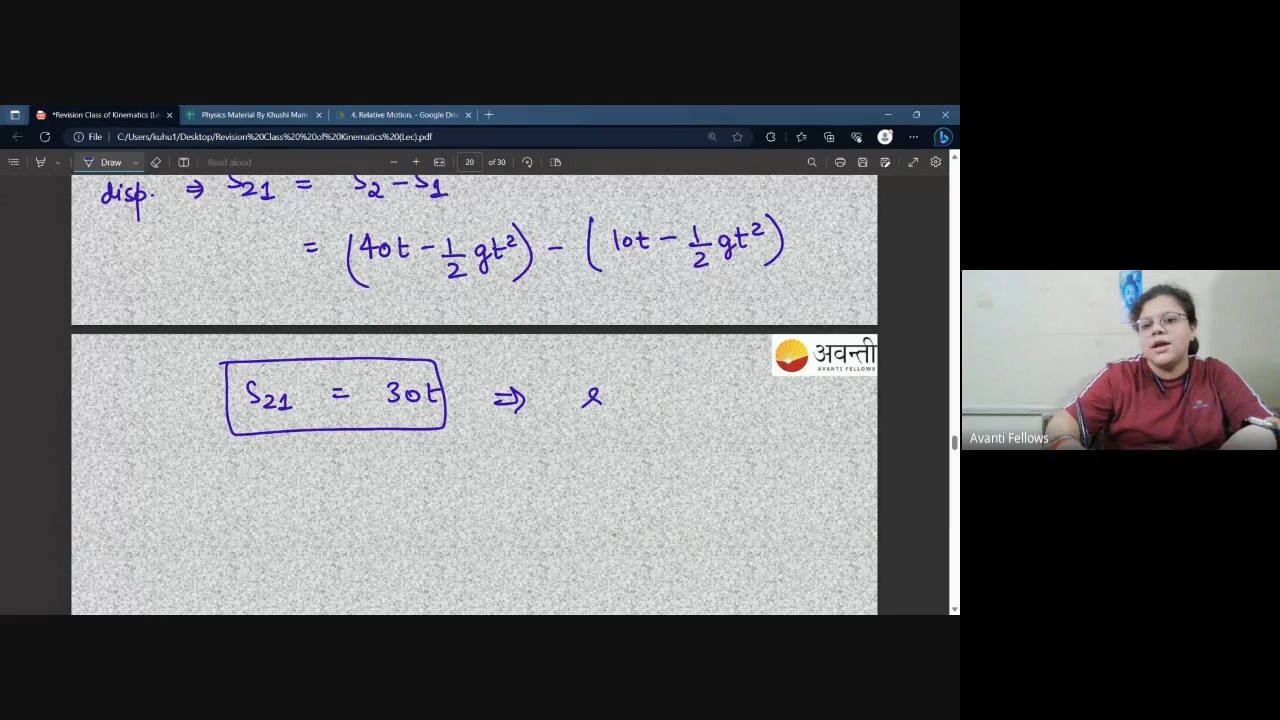 *Revision Class of Kinematics (Le
Physics Material By Khushi Mam
4. Relative Motion. - Google Driv
File
C:/Users/kuhu1/Desktop/Revision%20Class%20%20of%20Kinematics%20(Lec).pdf
Draw
Read aloud
20 of 30
disp. ⇒ S21 = S2 - S1
= (40t - 1/2 gt²) - (10t - 1/2 gt²)
अवन्ती
AVANTI FELLOWS
S21 = 30t ⇒
Avanti Fellows